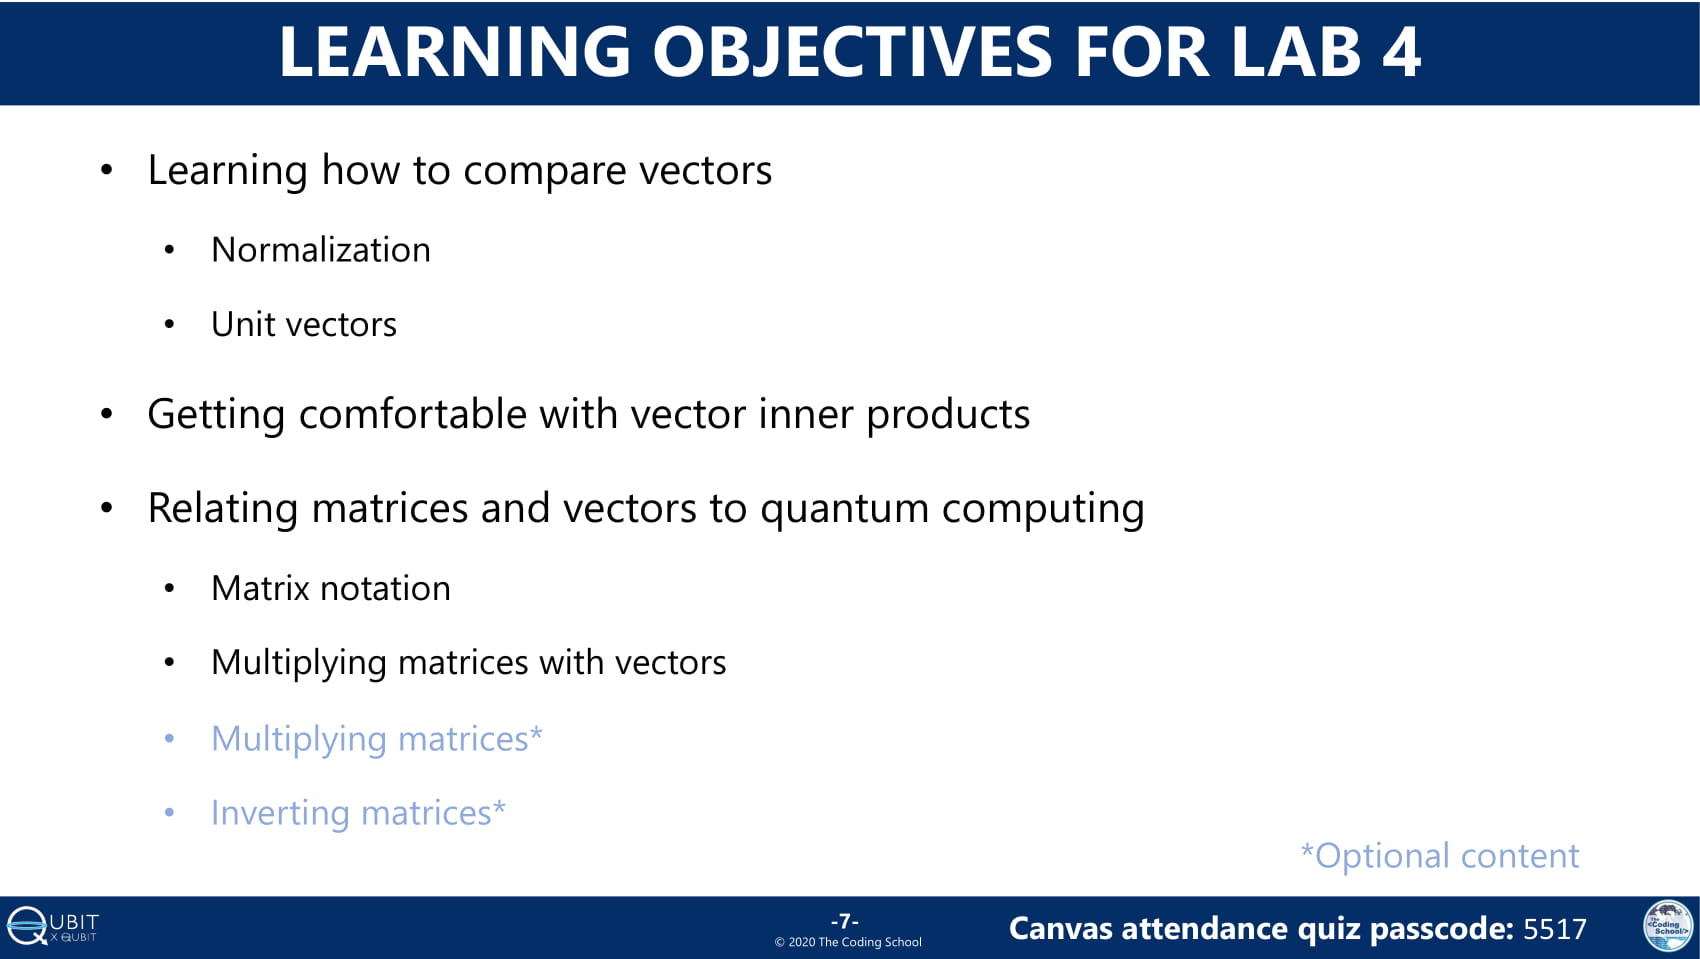 LEARNING OBJECTIVES FOR LAB 4
• Learning how to compare vectors
• Normalization
• Unit vectors
• Getting comfortable with vector inner products
• Relating matrices and vectors to quantum computing
• Matrix notation
• Multiplying matrices with vectors
• Multiplying matrices*
• Inverting matrices*
*Optional content
QUBIT
X QUBIT
-7-
© 2020 The Coding School
Canvas attendance quiz passcode: 5517
The
<Coding
School/>